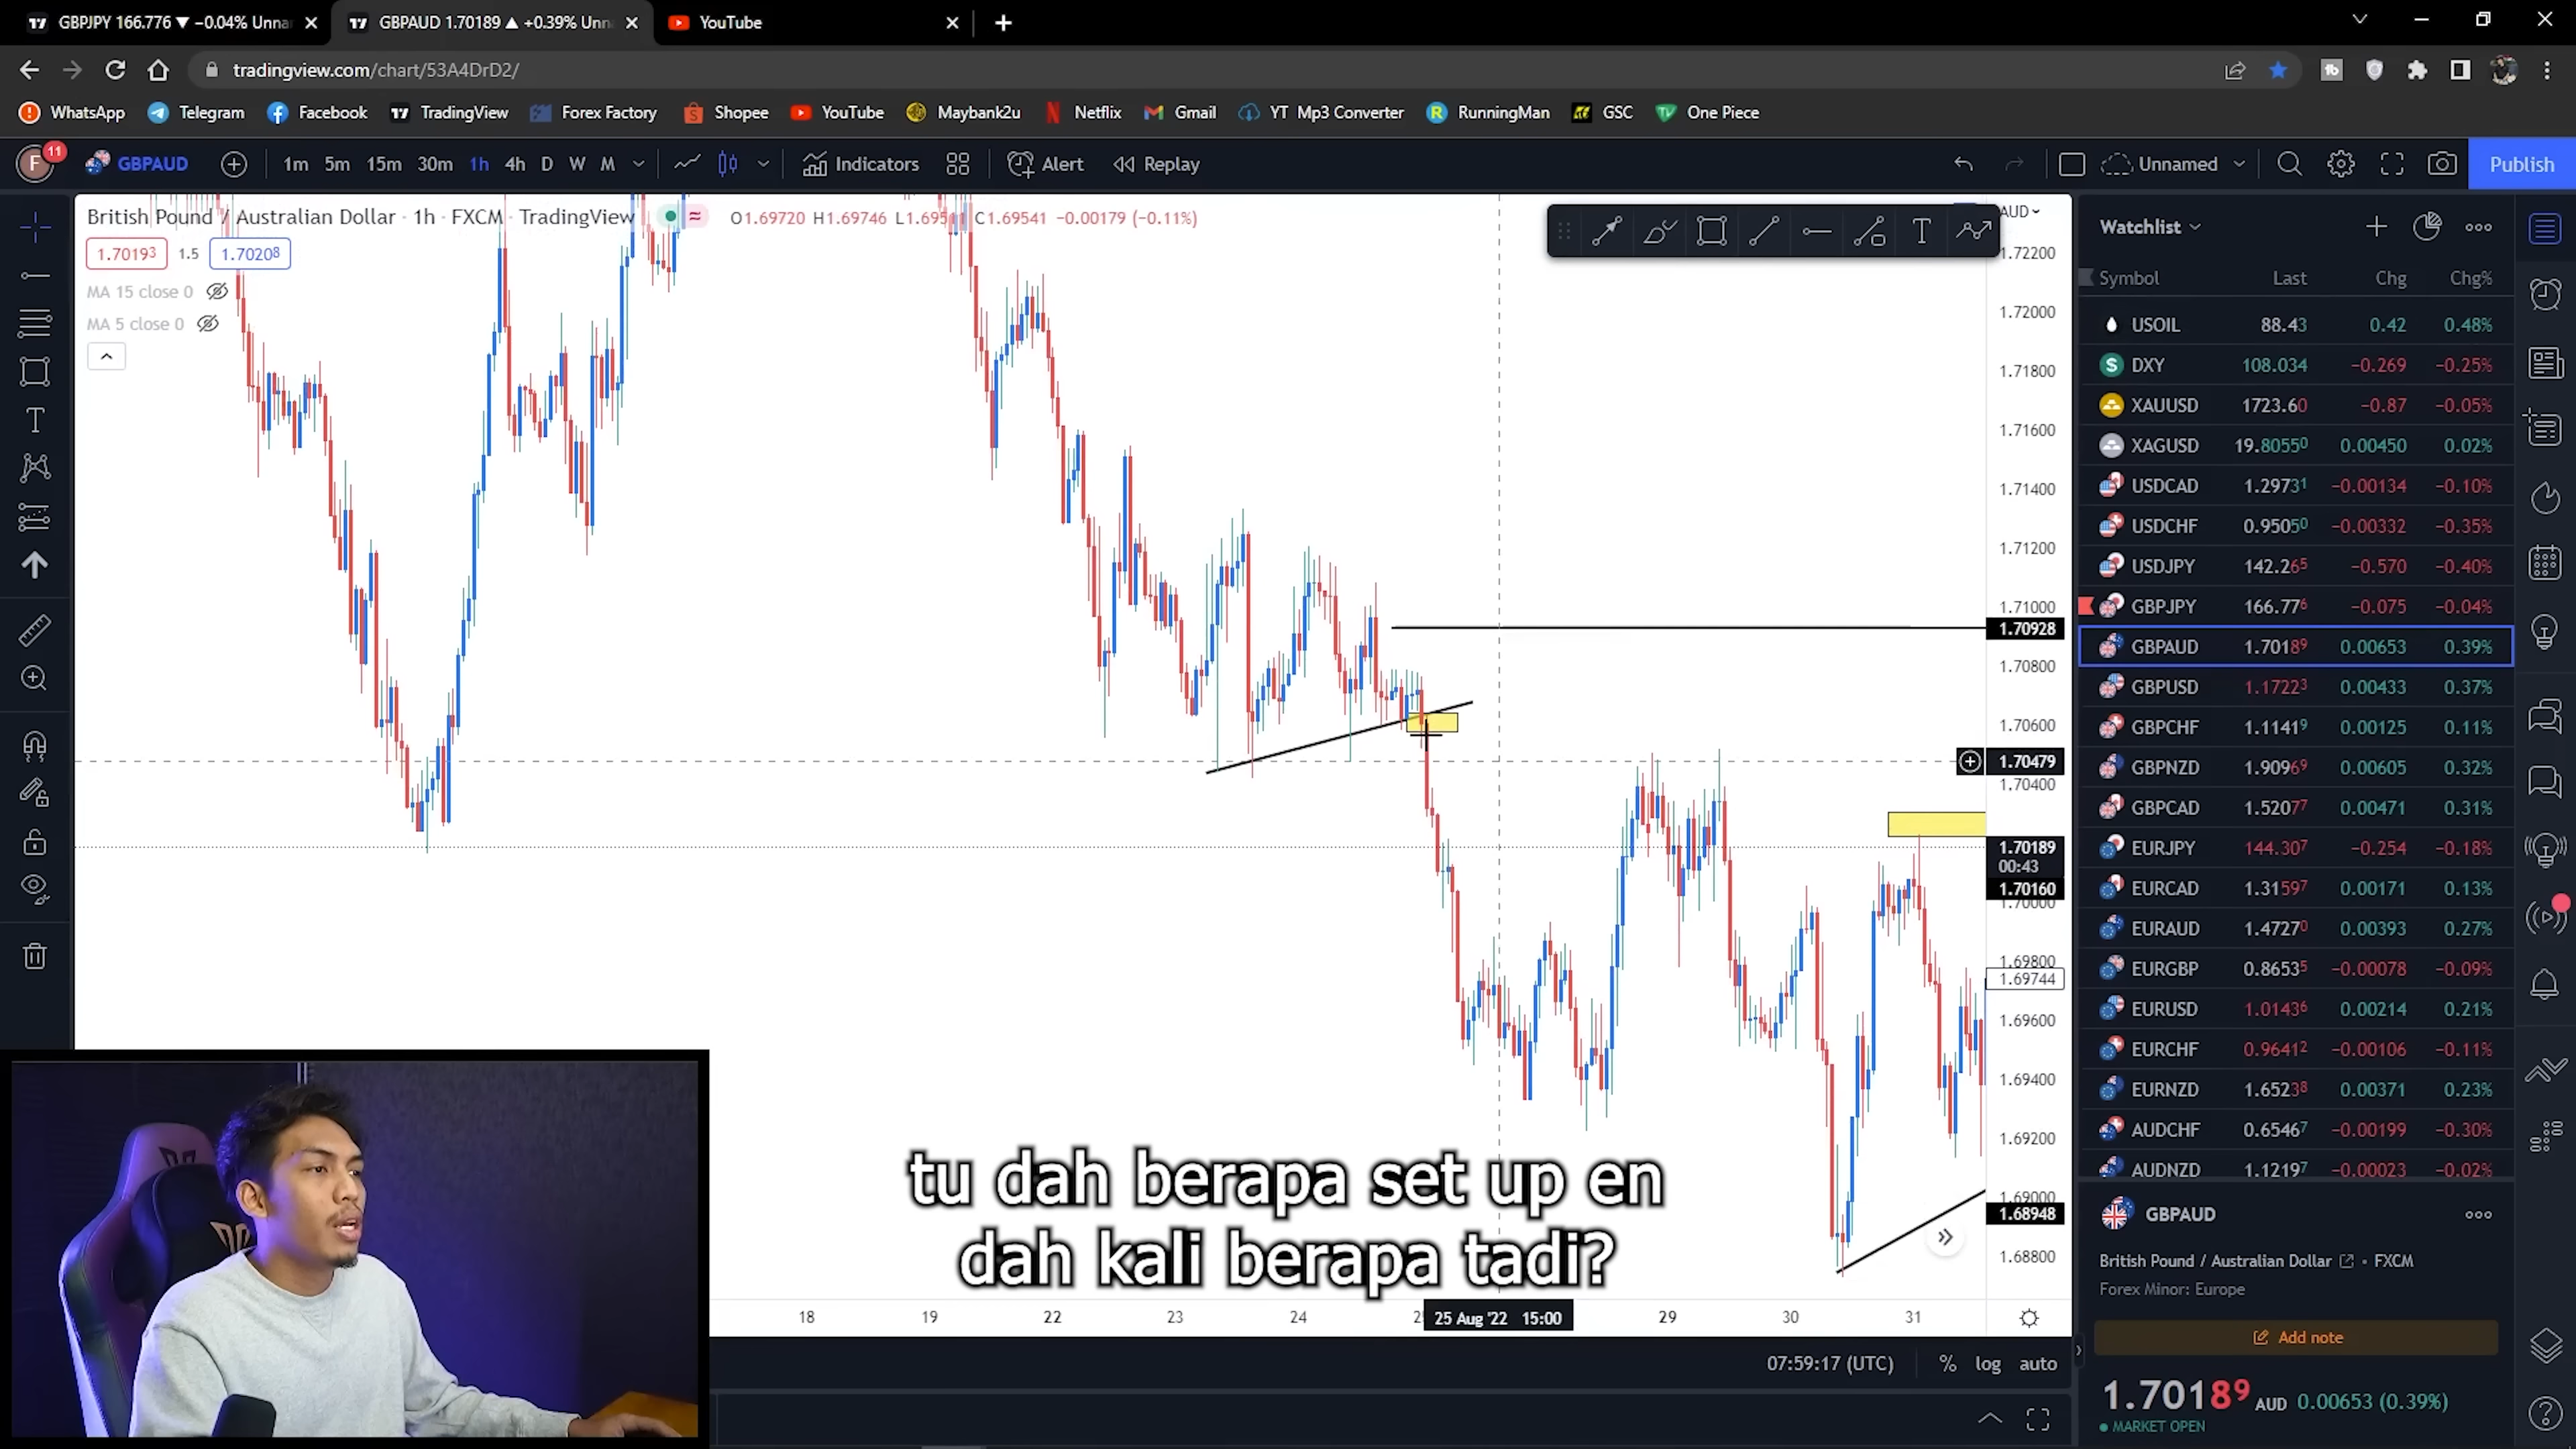 GBPJPY 166.776 ▼ −0.04% Unna
GBPAUD 1.70189 ▲ +0.39% Unn
YouTube
tradingview.com/chart/53A4DrD2/
WhatsApp Telegram Facebook TradingView Forex Factory Shopee YouTube Maybank2u Netflix Gmail YT Mp3 Converter RunningMan GSC One Piece
F 11 GBPAUD 1m 5m 15m 30m 1h 4h D W M Indicators Alert Replay Unnamed Publish
British Pound / Australian Dollar · 1h · FXCM · TradingView O1.69720 H1.69746 L1.69511 C1.69541 −0.00179 (−0.11%)
1.70193 1.5 1.70208
MA 15 close 0
MA 5 close 0
AUD
1.72200
1.72000
1.71800
1.71600
1.71400
1.71200
1.71000
1.70928
1.70800
1.70600
1.70479
1.70400
1.70189
00:43
1.70160
1.70000
1.69800
1.69744
1.69600
1.69400
1.69200
1.69000
1.68948
1.68800
18 19 22 23 24 25 Aug '22 15:00 29 30 31
07:59:17 (UTC) % log auto
tu dah berapa set up en
dah kali berapa tadi?
Watchlist
Symbol Last Chg Chg%
USOIL 88.43 0.42 0.48%
DXY 108.034 −0.269 −0.25%
XAUUSD 1723.60 −0.87 −0.05%
XAGUSD 19.80550 0.00450 0.02%
USDCAD 1.29731 −0.00134 −0.10%
USDCHF 0.95050 −0.00332 −0.35%
USDJPY 142.265 −0.570 −0.40%
GBPJPY 166.776 −0.075 −0.04%
GBPAUD 1.70189 0.00653 0.39%
GBPUSD 1.17223 0.00433 0.37%
GBPCHF 1.11419 0.00125 0.11%
GBPNZD 1.90969 0.00605 0.32%
GBPCAD 1.52077 0.00471 0.31%
EURJPY 144.307 −0.254 −0.18%
EURCAD 1.31597 0.00171 0.13%
EURAUD 1.47270 0.00393 0.27%
EURGBP 0.86535 −0.00078 −0.09%
EURUSD 1.01436 0.00214 0.21%
EURCHF 0.96412 −0.00106 −0.11%
EURNZD 1.65238 0.00371 0.23%
AUDCHF 0.65467 −0.00199 −0.30%
AUDNZD 1.12197 −0.00023 −0.02%
GBPAUD
British Pound / Australian Dollar • FXCM
Forex Minor: Europe
Add note
1.70189 AUD 0.00653 (0.39%)
MARKET OPEN